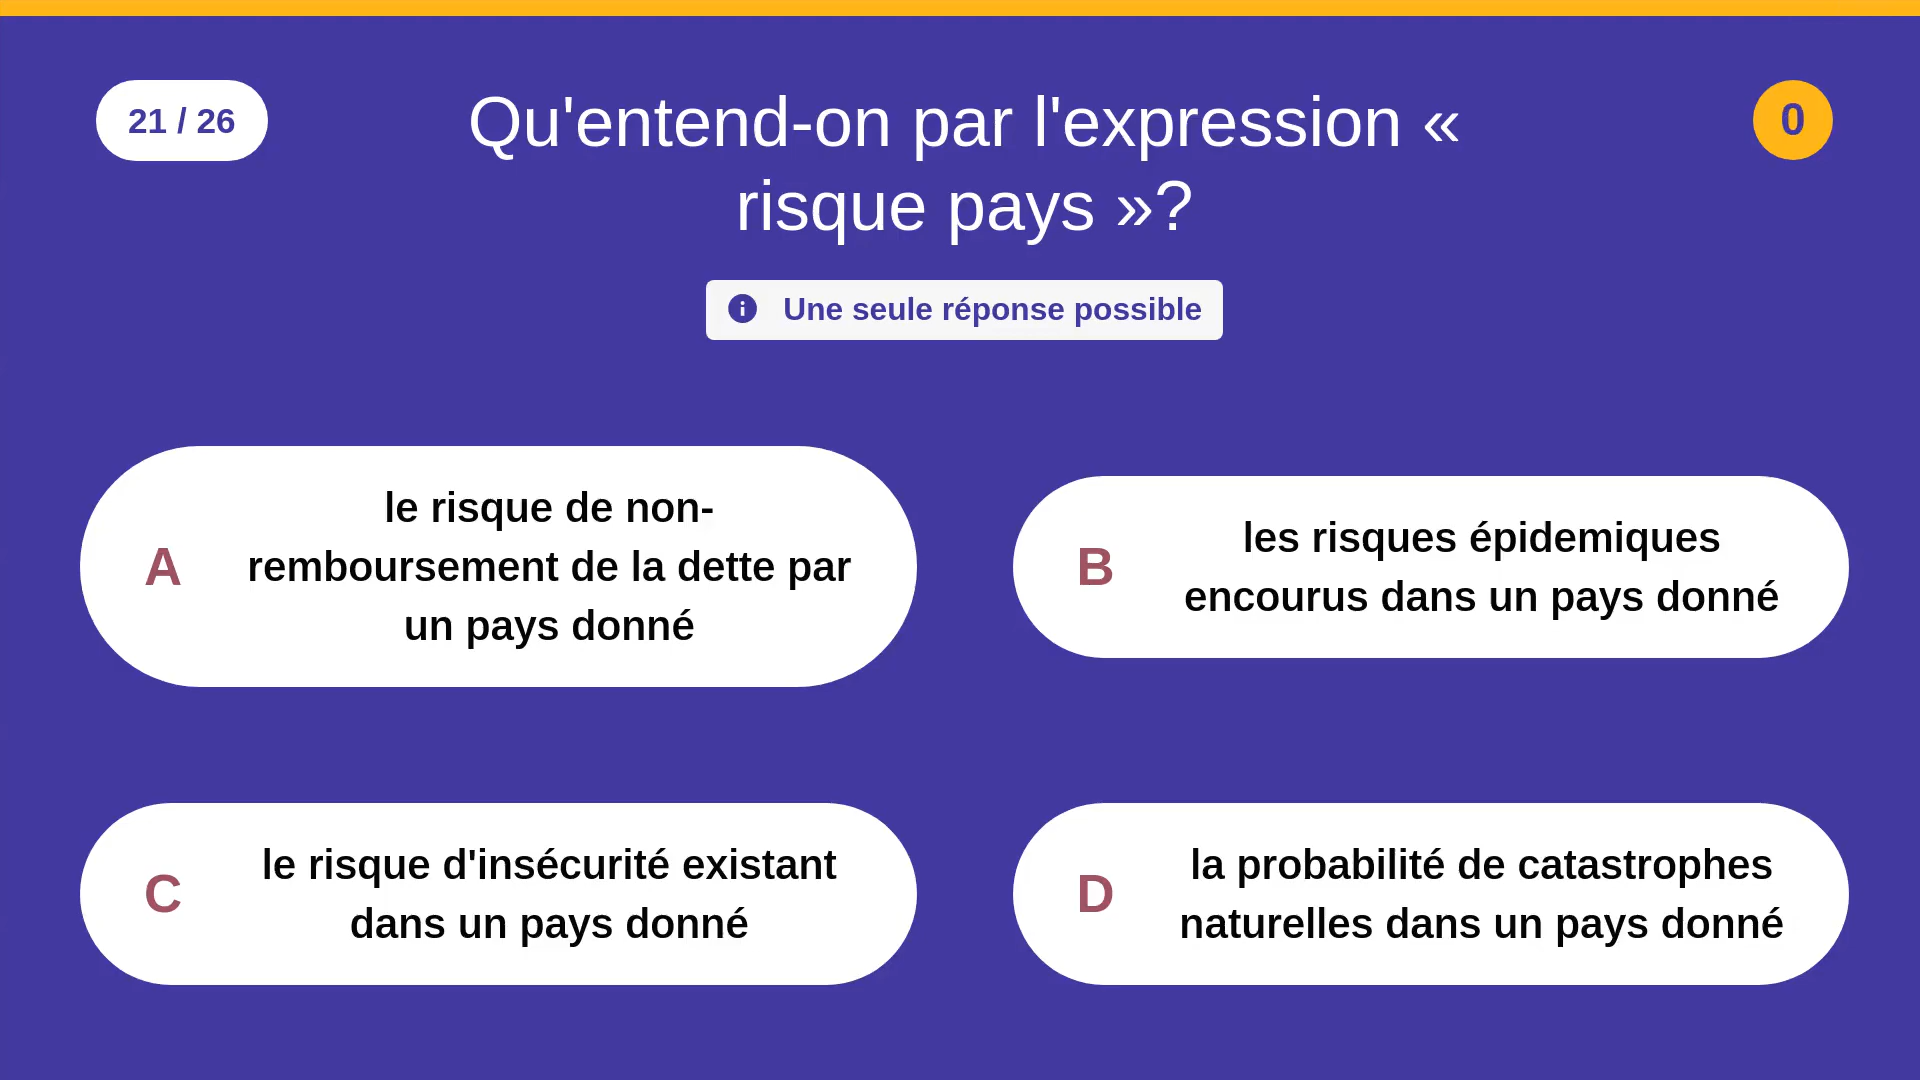 21 / 26
Qu'entend-on par l'expression «
risque pays »?
0
Une seule réponse possible
A
le risque de non-
remboursement de la dette par
un pays donné
B
les risques épidemiques
encourus dans un pays donné
C
le risque d'insécurité existant
dans un pays donné
D
la probabilité de catastrophes
naturelles dans un pays donné